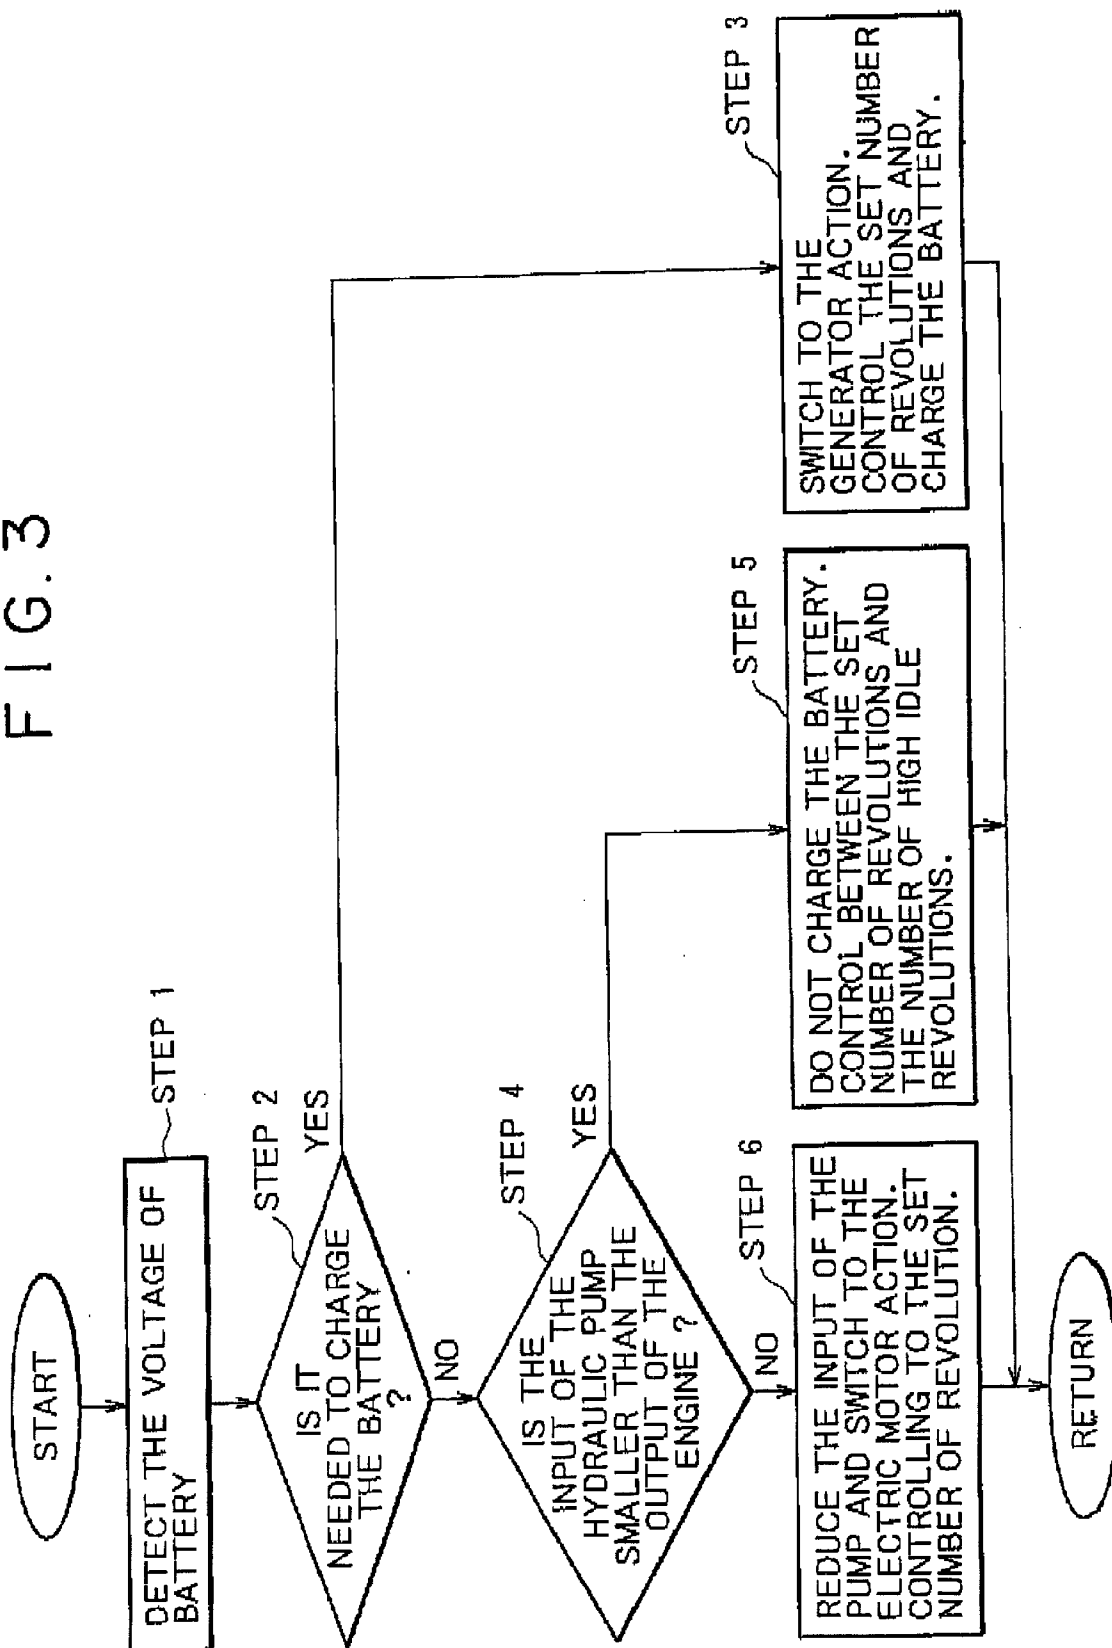 FIG. 3
START
DETECT THE VOLTAGE OF
BATTERY
STEP 1
IS IT
NEEDED TO CHARGE
THE BATTERY
?
STEP 2
YES
NO
IS THE
INPUT OF THE
HYDRAULIC PUMP
SMALLER THAN THE
OUTPUT OF THE
ENGINE ?
STEP 4
YES
NO
REDUCE THE INPUT OF THE
PUMP AND SWITCH TO THE
ELECTRIC MOTOR ACTION.
CONTROLLING TO THE SET
NUMBER OF REVOLUTION.
STEP 6
DO NOT CHARGE THE BATTERY.
CONTROL BETWEEN THE SET
NUMBER OF REVOLUTIONS AND
THE NUMBER OF HIGH IDLE
REVOLUTIONS.
STEP 5
SWITCH TO THE
GENERATOR ACTION.
CONTROL THE SET NUMBER
OF REVOLUTIONS AND
CHARGE THE BATTERY.
STEP 3
RETURN